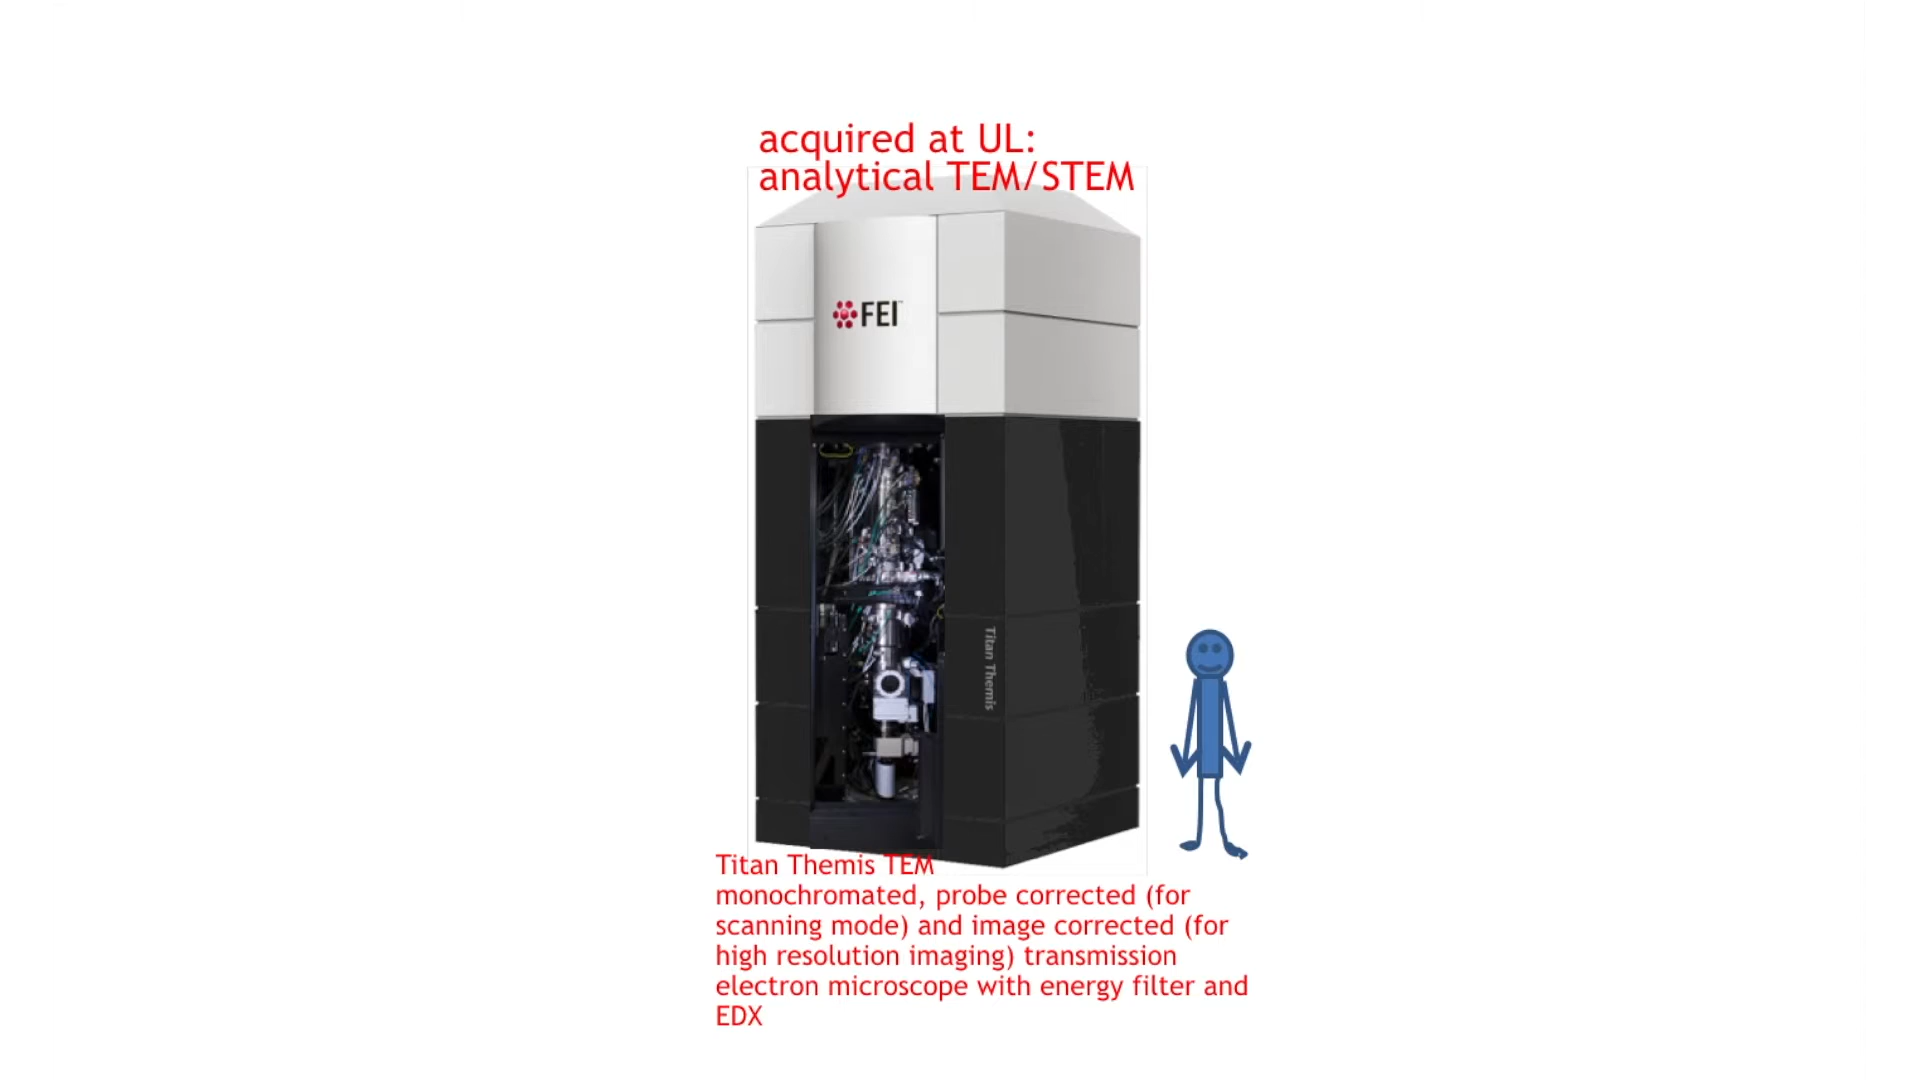 acquired at UL:
analytical TEM/STEM
FEI™
Titan Themis
Titan Themis TEM
monochromated, probe corrected (for
scanning mode) and image corrected (for
high resolution imaging) transmission
electron microscope with energy filter and
EDX